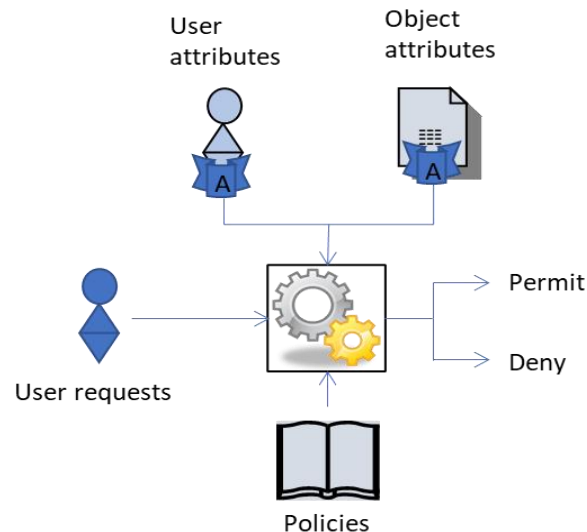 User
attributes
Object
attributes
A
A
User requests
Permit
Deny
Policies